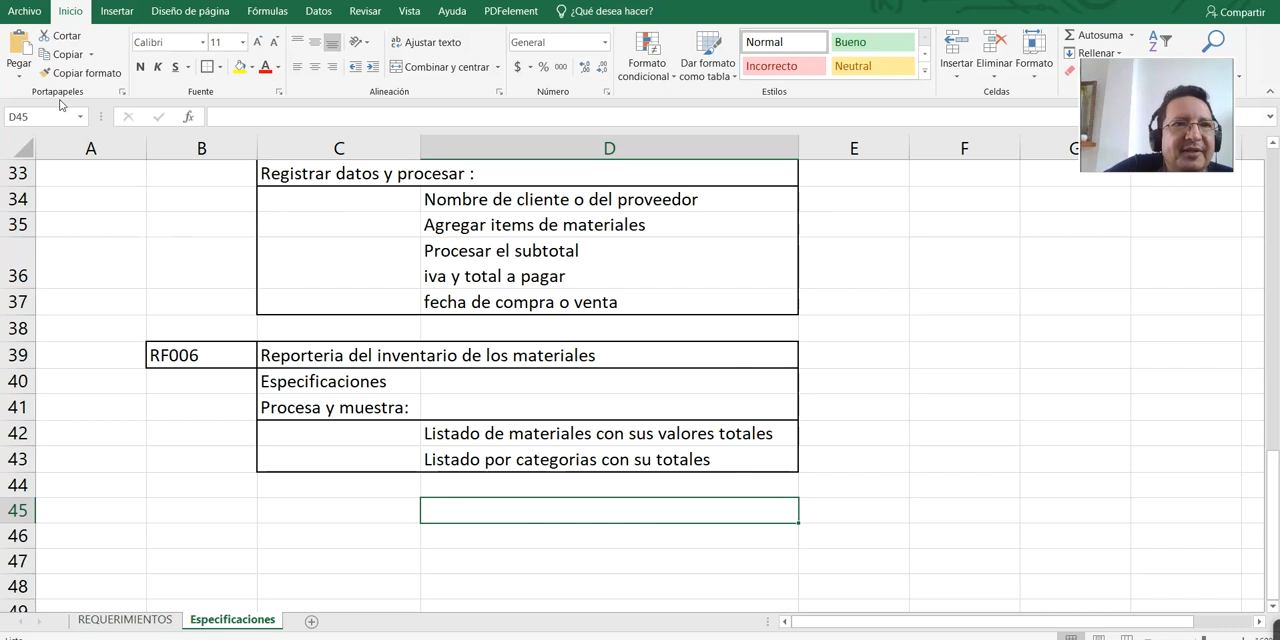 Archivo Inicio Insertar Diseño de página Fórmulas Datos Revisar Vista Ayuda PDFelement ¿Qué desea hacer? Compartir
Pegar
Cortar
Copiar
Copiar formato
Portapapeles
Calibri 11
N K S
Fuente
Ajustar texto
Combinar y centrar
Alineación
General
$ % 000
Número
Formato condicional
Dar formato como tabla
Normal Bueno
Incorrecto Neutral
Estilos
Insertar Eliminar Formato
Celdas
Autosuma
Rellenar
D45
fx
A B C D E F G
33 Registrar datos y procesar :
34 Nombre de cliente o del proveedor
35 Agregar items de materiales
Procesar el subtotal
36 iva y total a pagar
37 fecha de compra o venta
38
39 RF006 Reporteria del inventario de los materiales
40 Especificaciones
41 Procesa y muestra:
42 Listado de materiales con sus valores totales
43 Listado por categorias con su totales
44
45
46
47
48
49
REQUERIMIENTOS Especificaciones